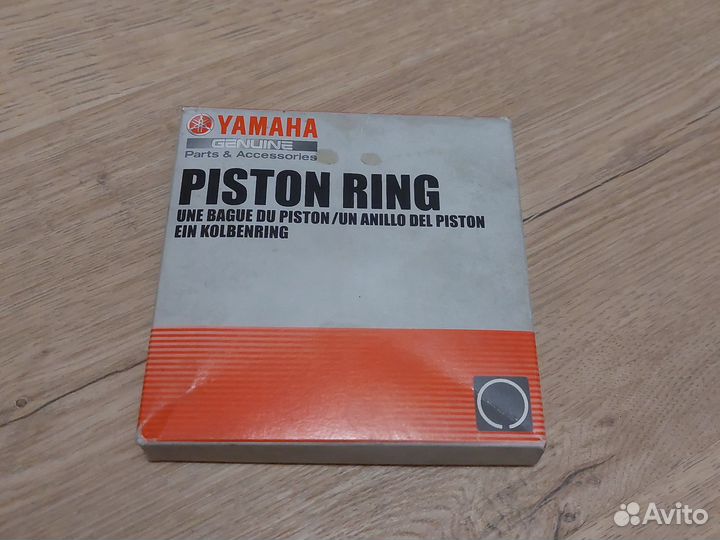 YAMAHA
GENUINE
Parts & Accessories
PISTON RING
UNE BAGUE DU PISTON/UN ANILLO DEL PISTON
EIN KOLBENRING
Avito